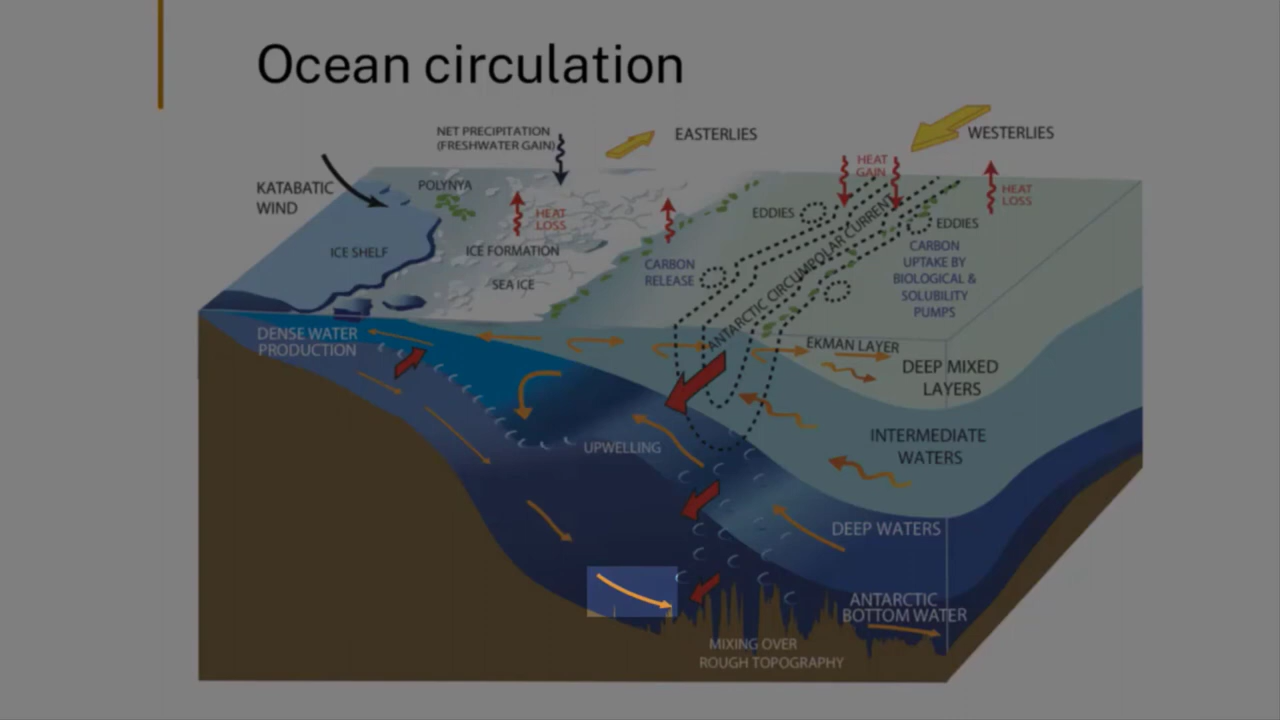 Ocean circulation
NET PRECIPITATION
(FRESHWATER GAIN)
EASTERLIES
WESTERLIES
KATABATIC
WIND
POLYNYA
HEAT
GAIN
HEAT
LOSS
HEAT
LOSS
EDDIES
EDDIES
ICE SHELF
ICE FORMATION
SEA ICE
CARBON
RELEASE
ANTARCTIC CIRCUMPOLAR CURRENT
CARBON
UPTAKE BY
BIOLOGICAL &
SOLUBILITY
PUMPS
DENSE WATER
PRODUCTION
EKMAN LAYER
DEEP MIXED
LAYERS
UPWELLING
INTERMEDIATE
WATERS
DEEP WATERS
ANTARCTIC
BOTTOM WATER
MIXING OVER
ROUGH TOPOGRAPHY